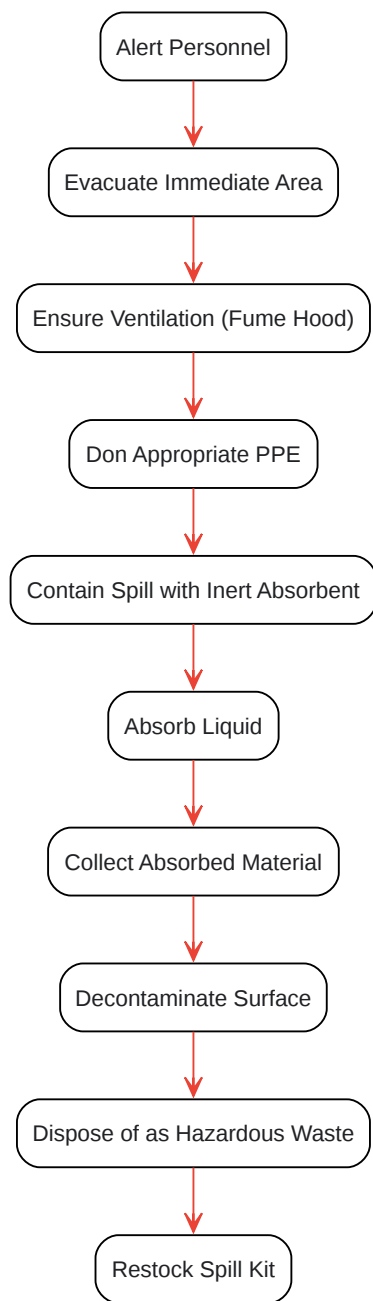 Alert Personnel
Evacuate Immediate Area
Ensure Ventilation (Fume Hood)
Don Appropriate PPE
Contain Spill with Inert Absorbent
Absorb Liquid
Collect Absorbed Material
Decontaminate Surface
Dispose of as Hazardous Waste
Restock Spill Kit